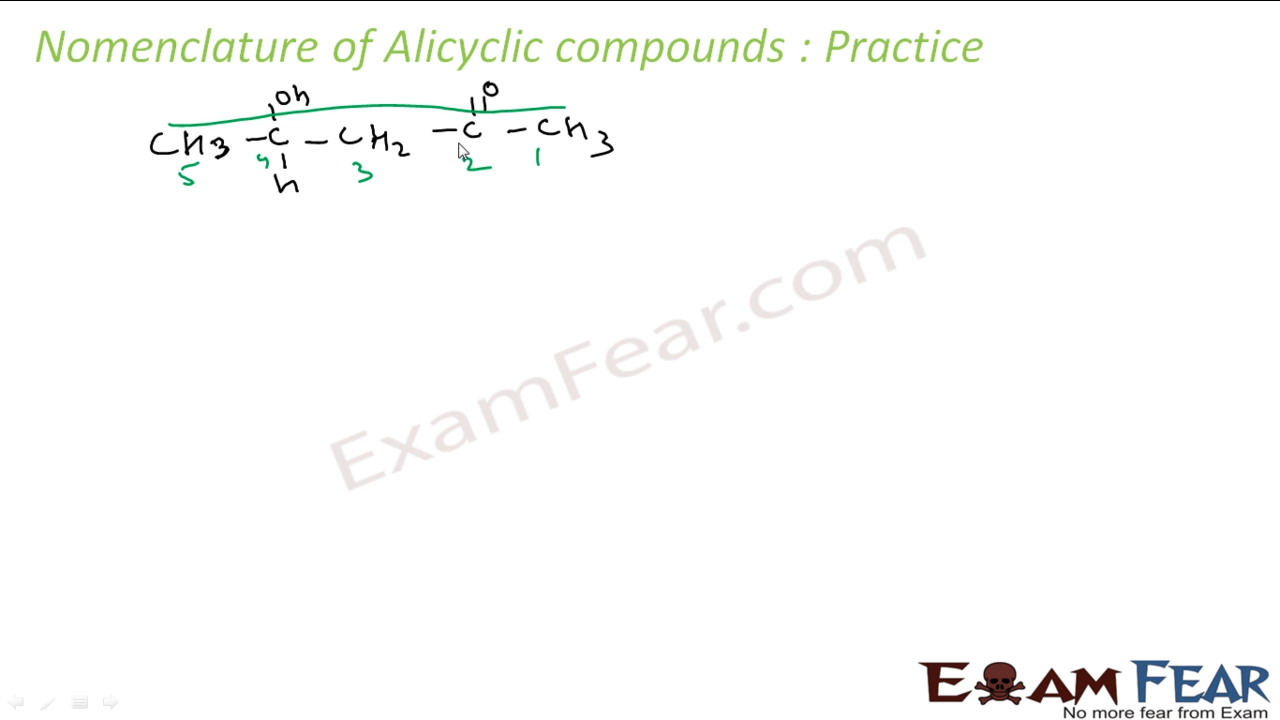 Nomenclature of Alicyclic compounds : Practice
Oh O
CH3 – C – CH2 – C – CH3
5 4 3 2 1
h
ExamFear.com
EXAM FEAR
No more fear from Exam